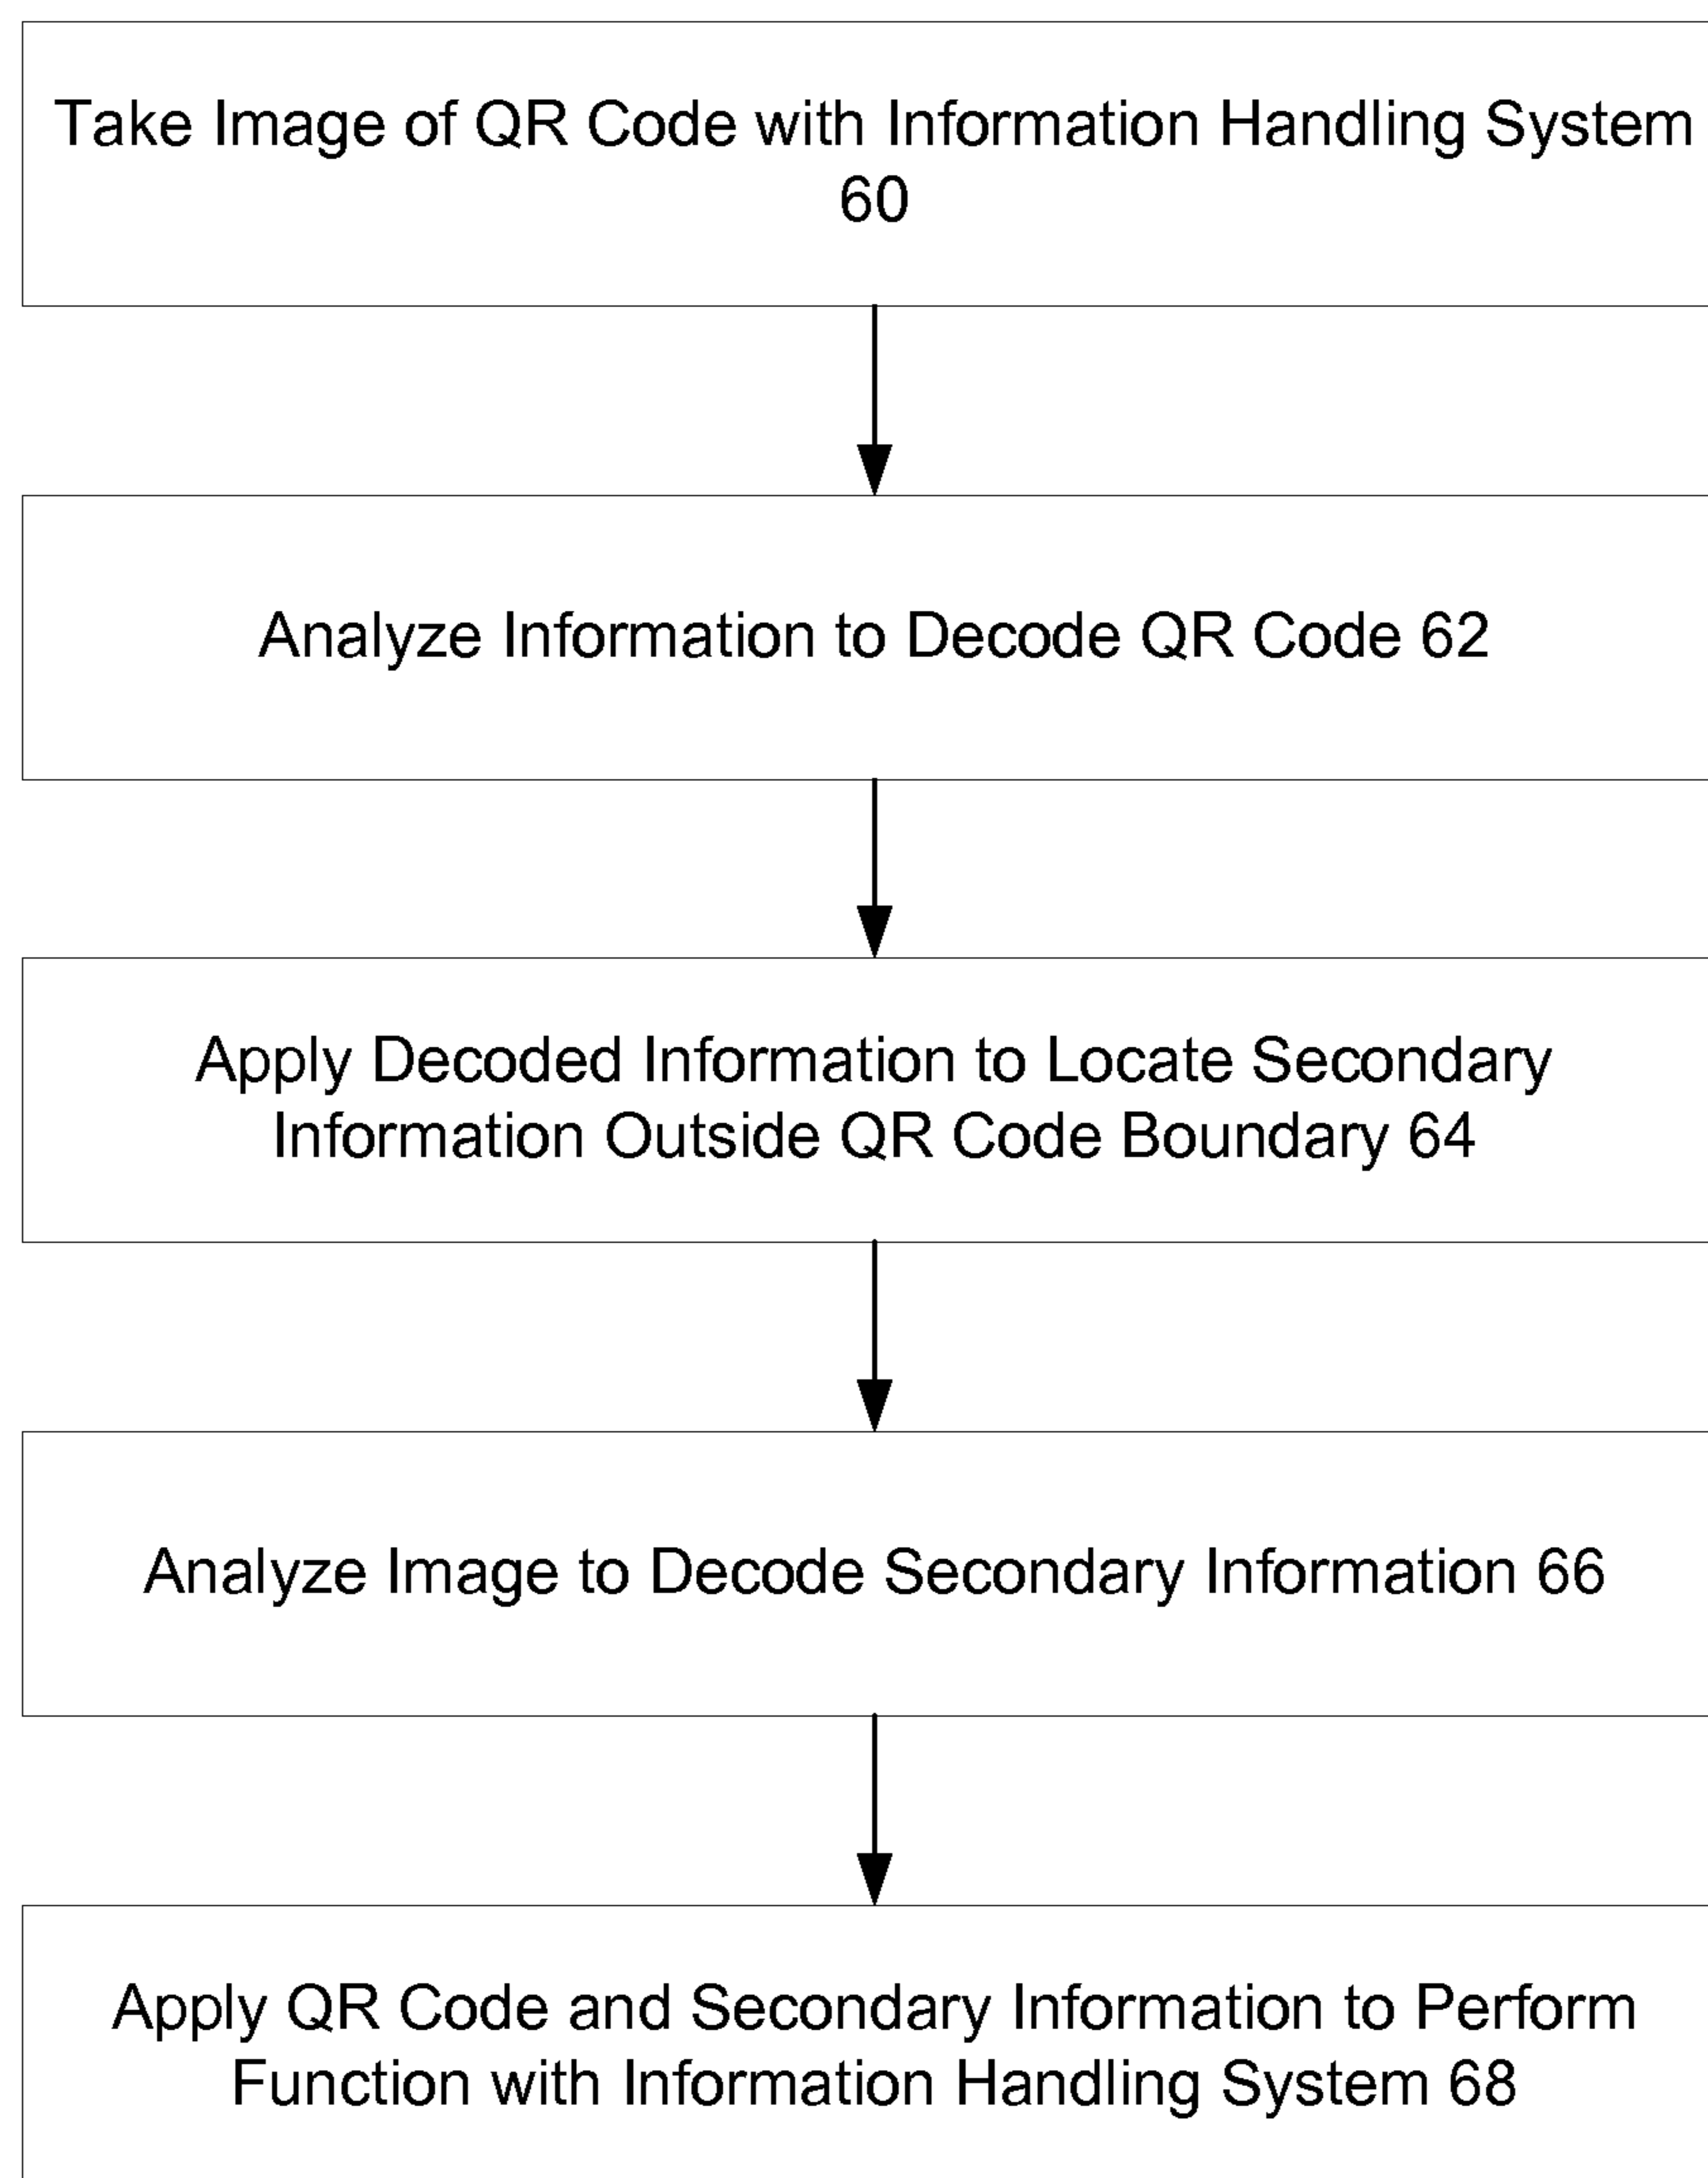 Take Image of QR Code with Information Handling System
60
Analyze Information to Decode QR Code 62
Apply Decoded Information to Locate Secondary
Information Outside QR Code Boundary 64
Analyze Image to Decode Secondary Information 66
Apply QR Code and Secondary Information to Perform
Function with Information Handling System 68